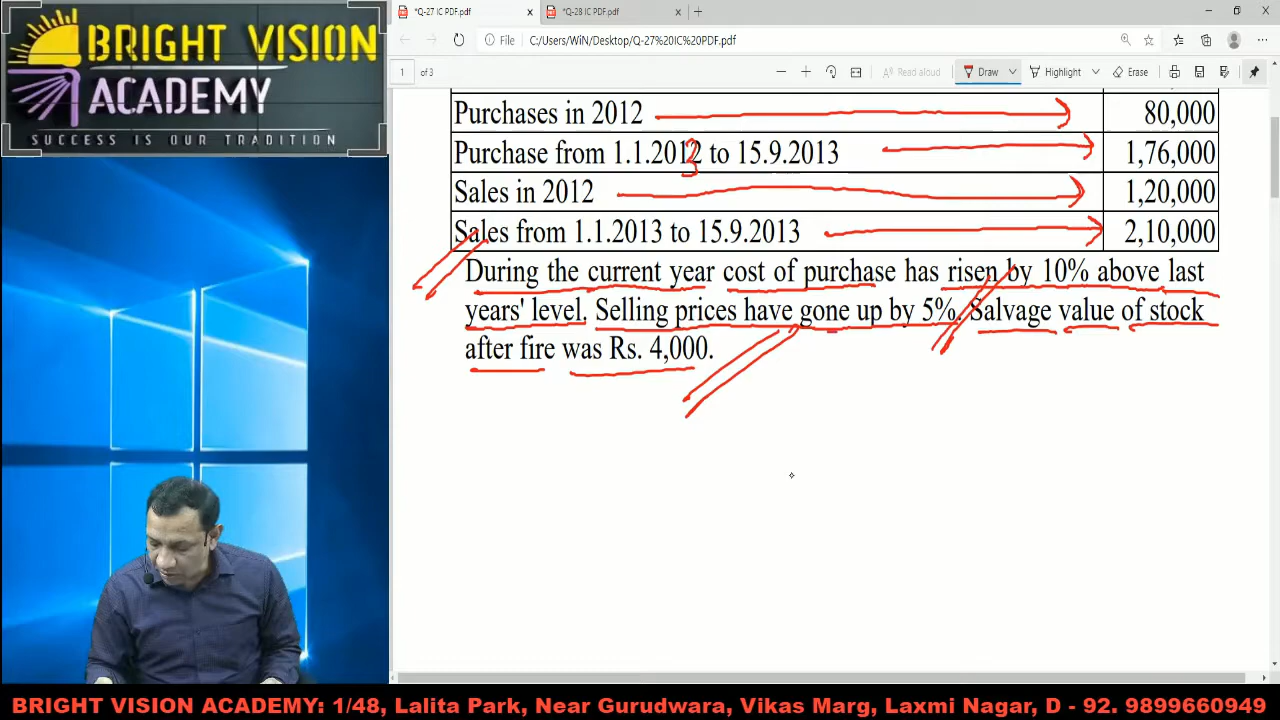 BRIGHT VISION
ACADEMY
SUCCESS IS OUR TRADITION
*Q-27 IC PDF.pdf
*Q-28 IC PDF.pdf
File C:/Users/WiN/Desktop/Q-27%20IC%20PDF.pdf
1 of 3
Read aloud
Draw
Highlight
Erase
Purchases in 2012 80,000
Purchase from 1.1.2012 to 15.9.2013 1,76,000
3
Sales in 2012 1,20,000
Sales from 1.1.2013 to 15.9.2013 2,10,000
During the current year cost of purchase has risen by 10% above last
years' level. Selling prices have gone up by 5%. Salvage value of stock
after fire was Rs. 4,000.
BRIGHT VISION ACADEMY: 1/48, Lalita Park, Near Gurudwara, Vikas Marg, Laxmi Nagar, D - 92. 9899660949